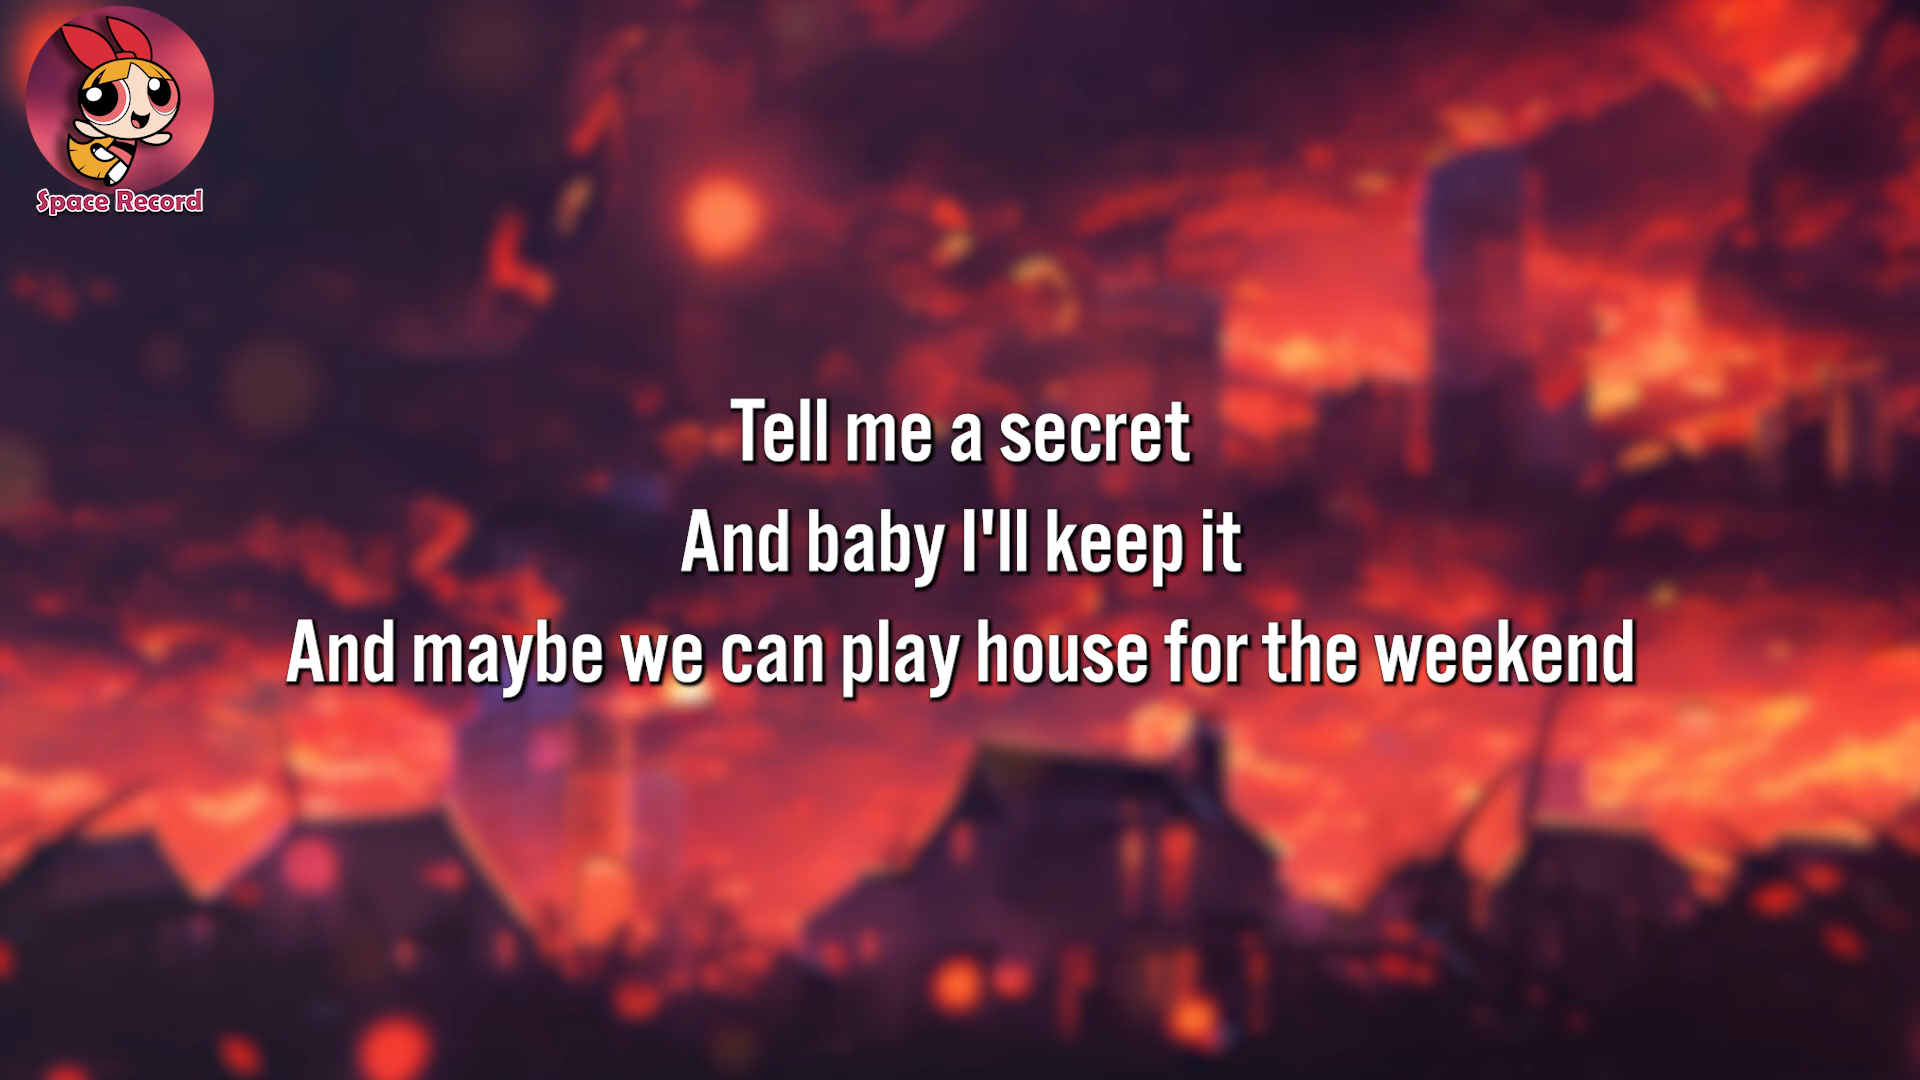 Space Record
Tell me a secret
And baby I'll keep it
And maybe we can play house for the weekend